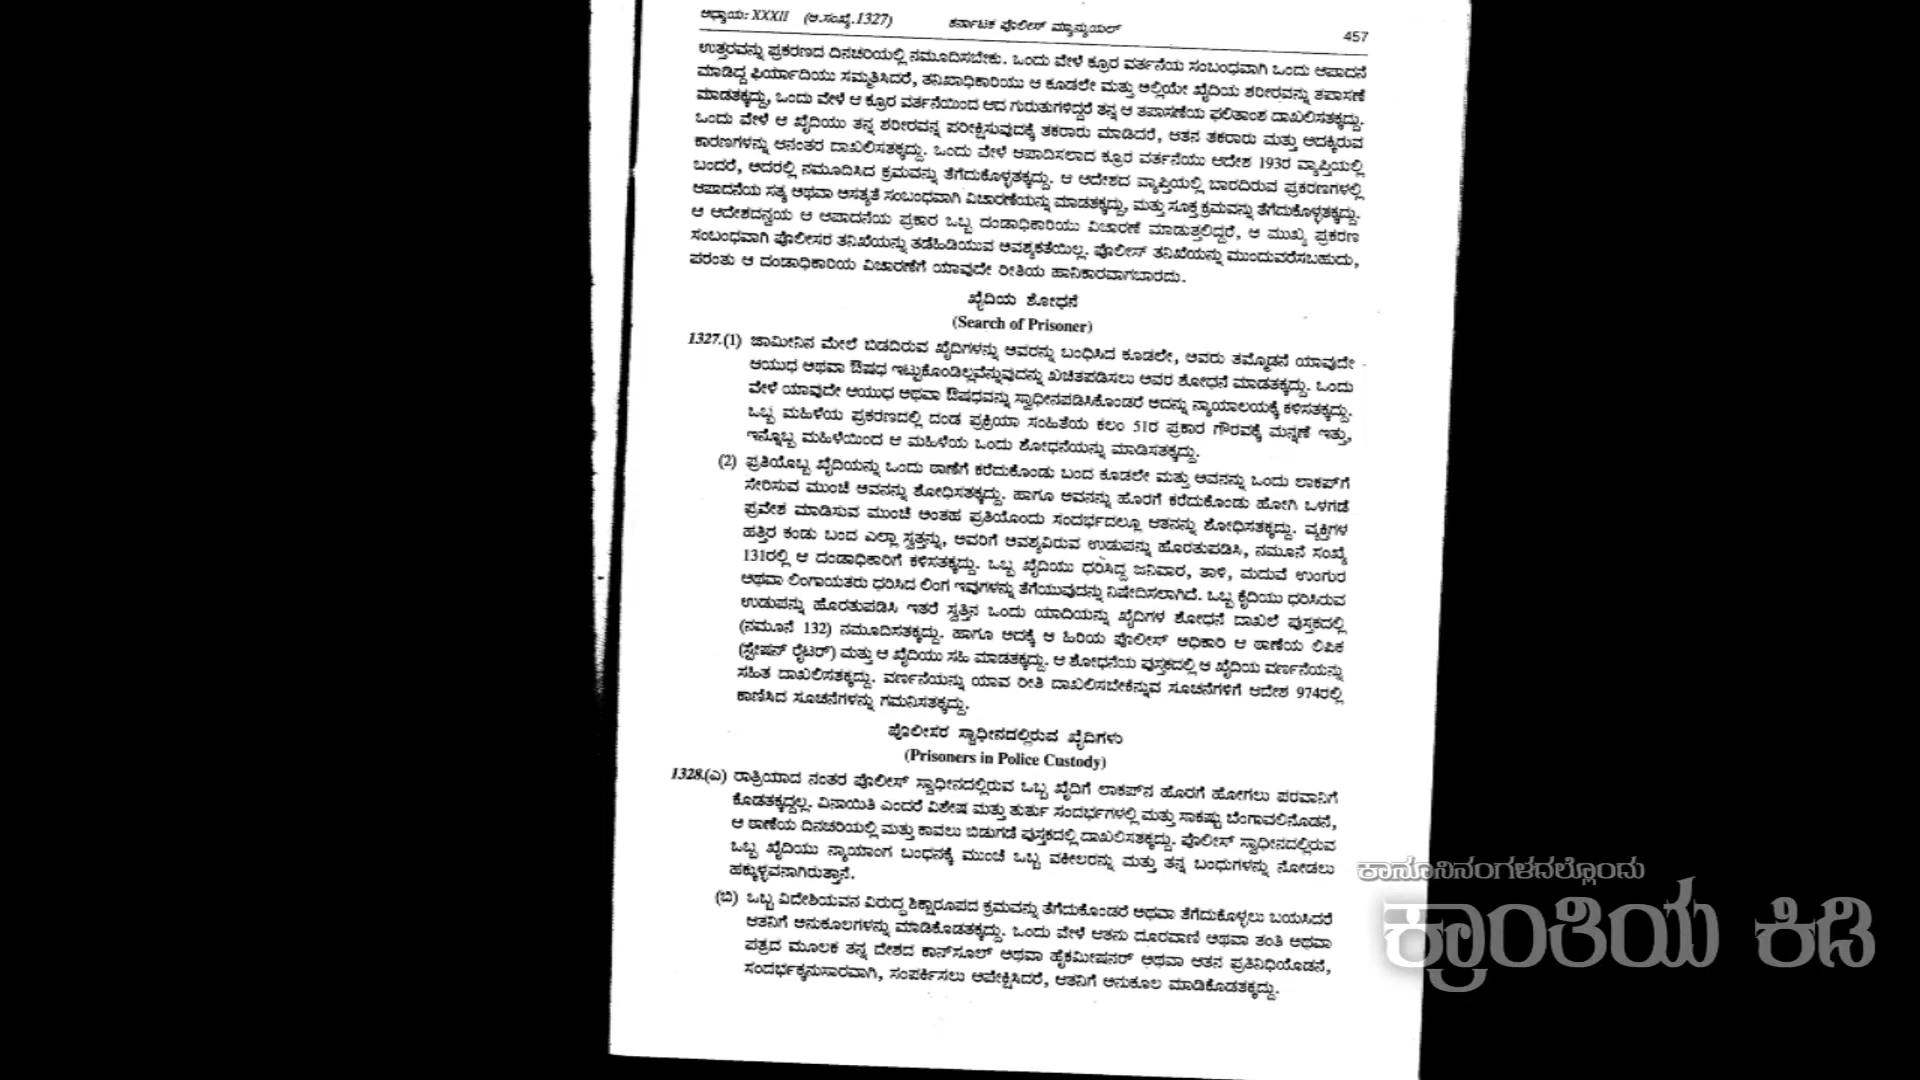 ಅಧ್ಯಾಯ: XXXII (ಆ.ಸಂಖ್ಯೆ.1327) ಕರ್ನಾಟಕ ಪೊಲೀಸ್ ಮ್ಯಾನ್ಯುಯಲ್ 457
ಉತ್ತರವನ್ನು ಪ್ರಕರಣದ ದಿನಚರಿಯಲ್ಲಿ ನಮೂದಿಸಬೇಕು. ಒಂದು ವೇಳೆ ಕ್ರೂರ ವರ್ತನೆಯ ಸಂಬಂಧವಾಗಿ ಒಂದು ಆಪಾದನೆ
ಮಾಡಿದ್ದ ಫಿರ್ಯಾದಿಯು ಸಮ್ಮತಿಸಿದರೆ, ತನಿಖಾಧಿಕಾರಿಯು ಆ ಕೂಡಲೇ ಮತ್ತು ಅಲ್ಲಿಯೇ ಖೈದಿಯ ಶರೀರವನ್ನು ತಪಾಸಣೆ
ಮಾಡತಕ್ಕದ್ದು, ಒಂದು ವೇಳೆ ಆ ಕ್ರೂರ ವರ್ತನೆಯಿಂದ ಆದ ಗುರುತುಗಳಿದ್ದರೆ ತನ್ನ ಆ ತಪಾಸಣೆಯ ಫಲಿತಾಂಶ ದಾಖಲಿಸತಕ್ಕದ್ದು.
ಒಂದು ವೇಳೆ ಆ ಖೈದಿಯು ತನ್ನ ಶರೀರವನ್ನ ಪರೀಕ್ಷಿಸುವುದಕ್ಕೆ ತಕರಾರು ಮಾಡಿದರೆ, ಆತನ ತಕರಾರು ಮತ್ತು ಅದಕ್ಕಿರುವ
ಕಾರಣಗಳನ್ನು ಆನಂತರ ದಾಖಲಿಸತಕ್ಕದ್ದು. ಒಂದು ವೇಳೆ ಆಪಾದಿಸಲಾದ ಕ್ರೂರ ವರ್ತನೆಯು ಆದೇಶ 193ರ ವ್ಯಾಪ್ತಿಯಲ್ಲಿ
ಬಂದರೆ, ಅದರಲ್ಲಿ ನಮೂದಿಸಿದ ಕ್ರಮವನ್ನು ತೆಗೆದುಕೊಳ್ಳತಕ್ಕದ್ದು. ಆ ಆದೇಶದ ವ್ಯಾಪ್ತಿಯಲ್ಲಿ ಬಾರದಿರುವ ಪ್ರಕರಣಗಳಲ್ಲಿ
ಆಪಾದನೆಯ ಸತ್ಯ ಅಥವಾ ಅಸತ್ಯತೆ ಸಂಬಂಧವಾಗಿ ವಿಚಾರಣೆಯನ್ನು ಮಾಡತಕ್ಕದ್ದು, ಮತ್ತು ಸೂಕ್ತ ಕ್ರಮವನ್ನು ತೆಗೆದುಕೊಳ್ಳತಕ್ಕದ್ದು.
ಆ ಆದೇಶದನ್ವಯ ಆ ಆಪಾದನೆಯ ಪ್ರಕಾರ ಒಬ್ಬ ದಂಡಾಧಿಕಾರಿಯು ವಿಚಾರಣೆ ಮಾಡುತ್ತಲಿದ್ದರೆ, ಆ ಮುಖ್ಯ ಪ್ರಕರಣ
ಸಂಬಂಧವಾಗಿ ಪೊಲೀಸರ ತನಿಖೆಯನ್ನು ತಡೆಹಿಡಿಯುವ ಅವಶ್ಯಕತೆಯಿಲ್ಲ. ಪೊಲೀಸ್ ತನಿಖೆಯನ್ನು ಮುಂದುವರೆಸಬಹುದು,
ಪರಂತು ಆ ದಂಡಾಧಿಕಾರಿಯ ವಿಚಾರಣೆಗೆ ಯಾವುದೇ ರೀತಿಯ ಹಾನಿಕಾರವಾಗಬಾರದು.
ಖೈದಿಯ ಶೋಧನೆ
(Search of Prisoner)
1327.(1) ಜಾಮೀನಿನ ಮೇಲೆ ಬಿಡದಿರುವ ಖೈದಿಗಳನ್ನು ಅವರನ್ನು ಬಂಧಿಸಿದ ಕೂಡಲೇ, ಅವರು ತಮ್ಮೊಡನೆ ಯಾವುದೇ
ಆಯುಧ ಅಥವಾ ಔಷಧ ಇಟ್ಟುಕೊಂಡಿಲ್ಲವೆನ್ನುವುದನ್ನು ಖಚಿತಪಡಿಸಲು ಅವರ ಶೋಧನೆ ಮಾಡತಕ್ಕದ್ದು. ಒಂದು
ವೇಳೆ ಯಾವುದೇ ಆಯುಧ ಅಥವಾ ಔಷಧವನ್ನು ಸ್ವಾಧೀನಪಡಿಸಿಕೊಂಡರೆ ಅದನ್ನು ನ್ಯಾಯಾಲಯಕ್ಕೆ ಕಳಿಸತಕ್ಕದ್ದು.
ಒಬ್ಬ ಮಹಿಳೆಯ ಪ್ರಕರಣದಲ್ಲಿ ದಂಡ ಪ್ರಕ್ರಿಯಾ ಸಂಹಿತೆಯ ಕಲಂ 51ರ ಪ್ರಕಾರ ಗೌರವಕ್ಕೆ ಮನ್ನಣೆ ಇತ್ತು,
ಇನ್ನೊಬ್ಬ ಮಹಿಳೆಯಿಂದ ಆ ಮಹಿಳೆಯ ಒಂದು ಶೋಧನೆಯನ್ನು ಮಾಡಿಸತಕ್ಕದ್ದು.
(2) ಪ್ರತಿಯೊಬ್ಬ ಖೈದಿಯನ್ನು ಒಂದು ಠಾಣೆಗೆ ಕರೆದುಕೊಂಡು ಬಂದ ಕೂಡಲೇ ಮತ್ತು ಅವನನ್ನು ಒಂದು ಲಾಕಪ್‌ಗೆ
ಸೇರಿಸುವ ಮುಂಚೆ ಅವನನ್ನು ಶೋಧಿಸತಕ್ಕದ್ದು. ಹಾಗೂ ಅವನನ್ನು ಹೊರಗೆ ಕರೆದುಕೊಂಡು ಹೋಗಿ ಒಳಗಡೆ
ಪ್ರವೇಶ ಮಾಡಿಸುವ ಮುಂಚೆ ಅಂತಹ ಪ್ರತಿಯೊಂದು ಸಂದರ್ಭದಲ್ಲೂ ಆತನನ್ನು ಶೋಧಿಸತಕ್ಕದ್ದು. ವ್ಯಕ್ತಿಗಳ
ಹತ್ತಿರ ಕಂಡು ಬಂದ ಎಲ್ಲಾ ಸ್ವತ್ತನ್ನು, ಅವರಿಗೆ ಅವಶ್ಯವಿರುವ ಉಡುಪನ್ನು ಹೊರತುಪಡಿಸಿ, ನಮೂನೆ ಸಂಖ್ಯೆ
131ರಲ್ಲಿ ಆ ದಂಡಾಧಿಕಾರಿಗೆ ಕಳಿಸತಕ್ಕದ್ದು. ಒಬ್ಬ ಖೈದಿಯು ಧರಿಸಿದ್ದ ಜನಿವಾರ, ತಾಳಿ, ಮದುವೆ ಉಂಗುರ
ಅಥವಾ ಲಿಂಗಾಯತರು ಧರಿಸಿದ ಲಿಂಗ ಇವುಗಳನ್ನು ತೆಗೆಯುವುದನ್ನು ನಿಷೇದಿಸಲಾಗಿದೆ. ಒಬ್ಬ ಕೈದಿಯು ಧರಿಸಿರುವ
ಉಡುಪನ್ನು ಹೊರತುಪಡಿಸಿ ಇತರೆ ಸ್ವತ್ತಿನ ಒಂದು ಯಾದಿಯನ್ನು ಖೈದಿಗಳ ಶೋಧನೆ ದಾಖಲೆ ಪುಸ್ತಕದಲ್ಲಿ
(ನಮೂನೆ 132) ನಮೂದಿಸತಕ್ಕದ್ದು. ಹಾಗೂ ಅದಕ್ಕೆ ಆ ಹಿರಿಯ ಪೊಲೀಸ್ ಅಧಿಕಾರಿ ಆ ಠಾಣೆಯ ಲಿಪಿಕ
(ಸ್ಟೇಷನ್ ರೈಟರ್) ಮತ್ತು ಆ ಖೈದಿಯು ಸಹಿ ಮಾಡತಕ್ಕದ್ದು. ಆ ಶೋಧನೆಯ ಪುಸ್ತಕದಲ್ಲಿ ಆ ಖೈದಿಯ ವರ್ಣನೆಯನ್ನು
ಸಹಿತ ದಾಖಲಿಸತಕ್ಕದ್ದು. ವರ್ಣನೆಯನ್ನು ಯಾವ ರೀತಿ ದಾಖಲಿಸಬೇಕೆನ್ನುವ ಸೂಚನೆಗಳಿಗೆ ಆದೇಶ 974ರಲ್ಲಿ
ಕಾಣಿಸಿದ ಸೂಚನೆಗಳನ್ನು ಗಮನಿಸತಕ್ಕದ್ದು.
ಪೊಲೀಸರ ಸ್ವಾಧೀನದಲ್ಲಿರುವ ಖೈದಿಗಳು
(Prisoners in Police Custody)
1328.(ಎ) ರಾತ್ರಿಯಾದ ನಂತರ ಪೊಲೀಸ್ ಸ್ವಾಧೀನದಲ್ಲಿರುವ ಒಬ್ಬ ಖೈದಿಗೆ ಲಾಕಪ್‌ನ ಹೊರಗೆ ಹೋಗಲು ಪರವಾನಿಗೆ
ಕೊಡತಕ್ಕದ್ದಲ್ಲ. ವಿನಾಯಿತಿ ಎಂದರೆ ವಿಶೇಷ ಮತ್ತು ತುರ್ತು ಸಂದರ್ಭಗಳಲ್ಲಿ ಮತ್ತು ಸಾಕಷ್ಟು ಬೆಂಗಾವಲಿನೊಡನೆ,
ಆ ಠಾಣೆಯ ದಿನಚರಿಯಲ್ಲಿ ಮತ್ತು ಕಾವಲು ಬಿಡುಗಡೆ ಪುಸ್ತಕದಲ್ಲಿ ದಾಖಲಿಸತಕ್ಕದ್ದು. ಪೊಲೀಸ್ ಸ್ವಾಧೀನದಲ್ಲಿರುವ
ಒಬ್ಬ ಖೈದಿಯು ನ್ಯಾಯಾಂಗ ಬಂಧನಕ್ಕೆ ಮುಂಚೆ ಒಬ್ಬ ವಕೀಲರನ್ನು ಮತ್ತು ತನ್ನ ಬಂಧುಗಳನ್ನು ನೋಡಲು
ಹಕ್ಕುಳ್ಳವನಾಗಿರುತ್ತಾನೆ.
(ಬಿ) ಒಬ್ಬ ವಿದೇಶಿಯವನ ವಿರುದ್ಧ ಶಿಕ್ಷಾರೂಪದ ಕ್ರಮವನ್ನು ತೆಗೆದುಕೊಂಡರೆ ಅಥವಾ ತೆಗೆದುಕೊಳ್ಳಲು ಬಯಸಿದರೆ
ಆತನಿಗೆ ಅನುಕೂಲಗಳನ್ನು ಮಾಡಿಕೊಡತಕ್ಕದ್ದು. ಒಂದು ವೇಳೆ ಆತನು ದೂರವಾಣಿ ಅಥವಾ ತಂತಿ ಅಥವಾ
ಪತ್ರದ ಮೂಲಕ ತನ್ನ ದೇಶದ ಕಾನ್‌ಸೂಲ್ ಅಥವಾ ಹೈಕಮೀಷನರ್ ಅಥವಾ ಆತನ ಪ್ರತಿನಿಧಿಯೊಡನೆ,
ಸಂದರ್ಭಕ್ಕನುಸಾರವಾಗಿ, ಸಂಪರ್ಕಿಸಲು ಅಪೇಕ್ಷಿಸಿದರೆ, ಆತನಿಗೆ ಅನುಕೂಲ ಮಾಡಿಕೊಡತಕ್ಕದ್ದು.
ಕಾನೂನಿನಂಗಳದಲ್ಲೊಂದು
ಕ್ರಾಂತಿಯ ಕಿಡಿ